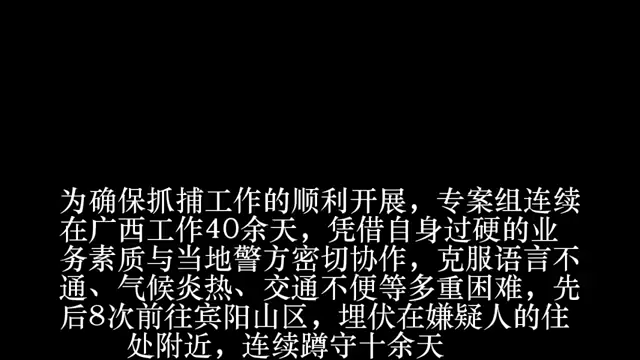 为确保抓捕工作的顺利开展，专案组连续
在广西工作40余天，凭借自身过硬的业
务素质与当地警方密切协作，克服语言不
通、气候炎热、交通不便等多重困难，先
后8次前往宾阳山区，埋伏在嫌疑人的住
处附近，连续蹲守十余天